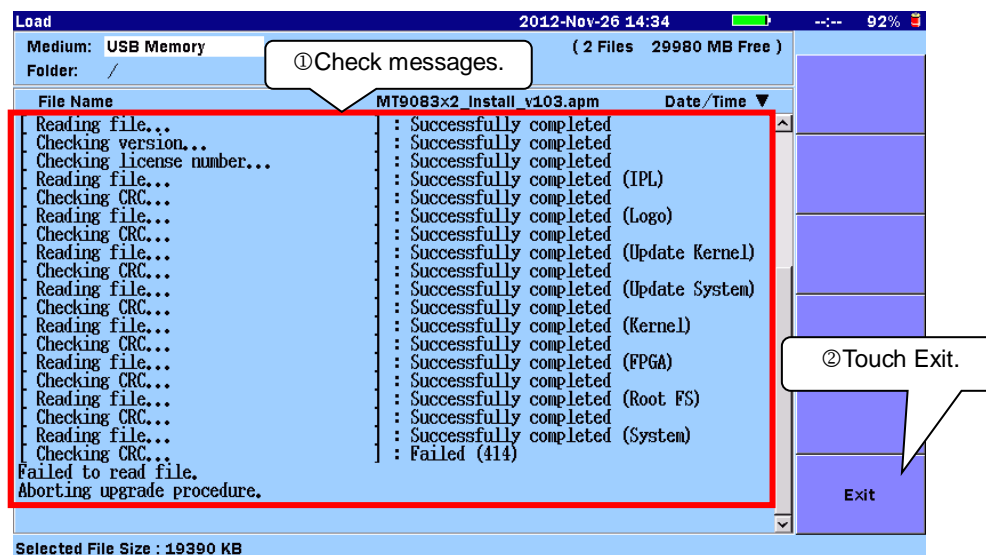 Load 2012-Nov-26 14:34 --:-- 92%
Medium: USB Memory ( 2 Files 29980 MB Free )
①Check messages.
Folder: /
File Name MT9083x2_Install_v103.apm Date/Time ▼
[ Reading file... ] : Successfully completed
[ Checking version... ] : Successfully completed
[ Checking license number... ] : Successfully completed
[ Reading file... ] : Successfully completed (IPL)
[ Checking CRC... ] : Successfully completed
[ Reading file... ] : Successfully completed (Logo)
[ Checking CRC... ] : Successfully completed
[ Reading file... ] : Successfully completed (Update Kernel)
[ Checking CRC... ] : Successfully completed
[ Reading file... ] : Successfully completed (Update System)
[ Checking CRC... ] : Successfully completed
[ Reading file... ] : Successfully completed (Kernel)
[ Checking CRC... ] : Successfully completed
[ Reading file... ] : Successfully completed (FPGA)
[ Checking CRC... ] : Successfully completed
[ Reading file... ] : Successfully completed (Root FS)
[ Checking CRC... ] : Successfully completed
[ Reading file... ] : Successfully completed (System)
[ Checking CRC... ] : Failed (414)
Failed to read file.
Aborting upgrade procedure.
②Touch Exit.
Exit
Selected File Size : 19390 KB